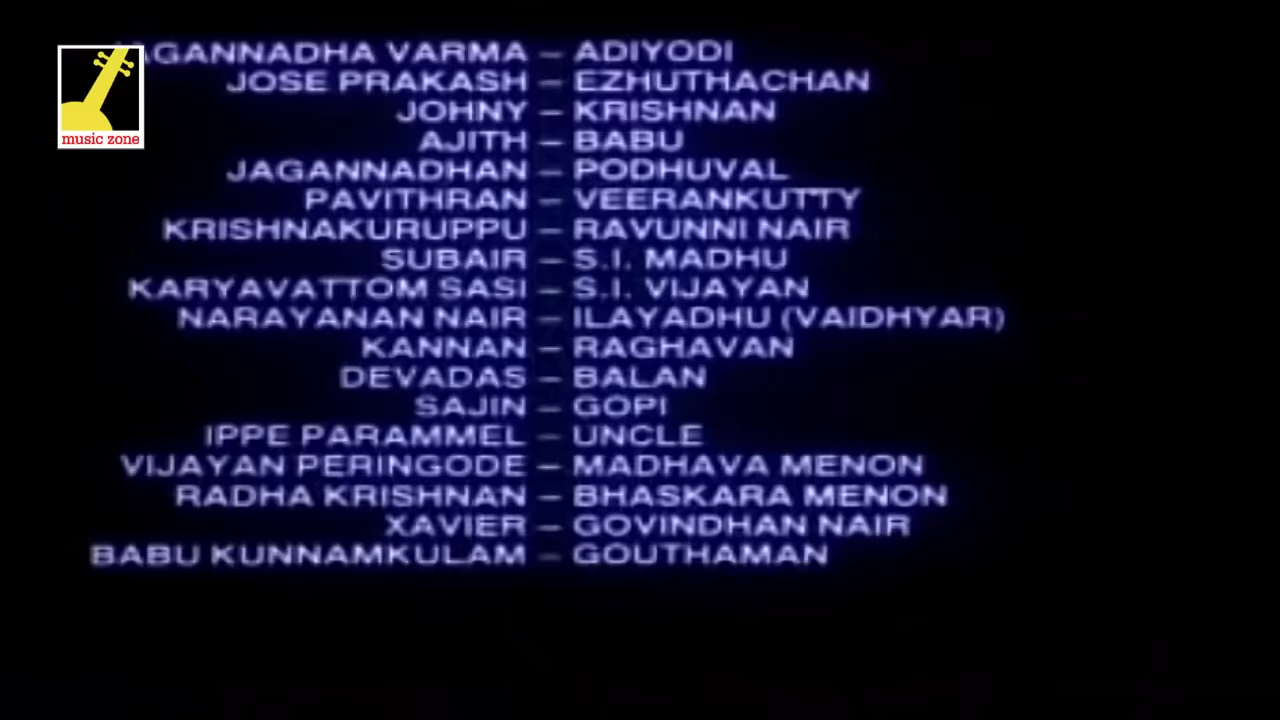 JAGANNADHA VARMA – ADIYODI
JOSE PRAKASH – EZHUTHACHAN
JOHNY – KRISHNAN
AJITH – BABU
JAGANNADHAN – PODHUVAL
PAVITHRAN – VEERANKUTTY
KRISHNAKURUPPU – RAVUNNI NAIR
SUBAIR – S.I. MADHU
KARYAVATTOM SASI – S.I. VIJAYAN
NARAYANAN NAIR – ILAYADHU (VAIDHYAR)
KANNAN – RAGHAVAN
DEVADAS – BALAN
SAJIN – GOPI
IPPE PARAMMEL – UNCLE
VIJAYAN PERINGODE – MADHAVA MENON
RADHA KRISHNAN – BHASKARA MENON
XAVIER – GOVINDHAN NAIR
BABU KUNNAMKULAM – GOUTHAMAN
music zone